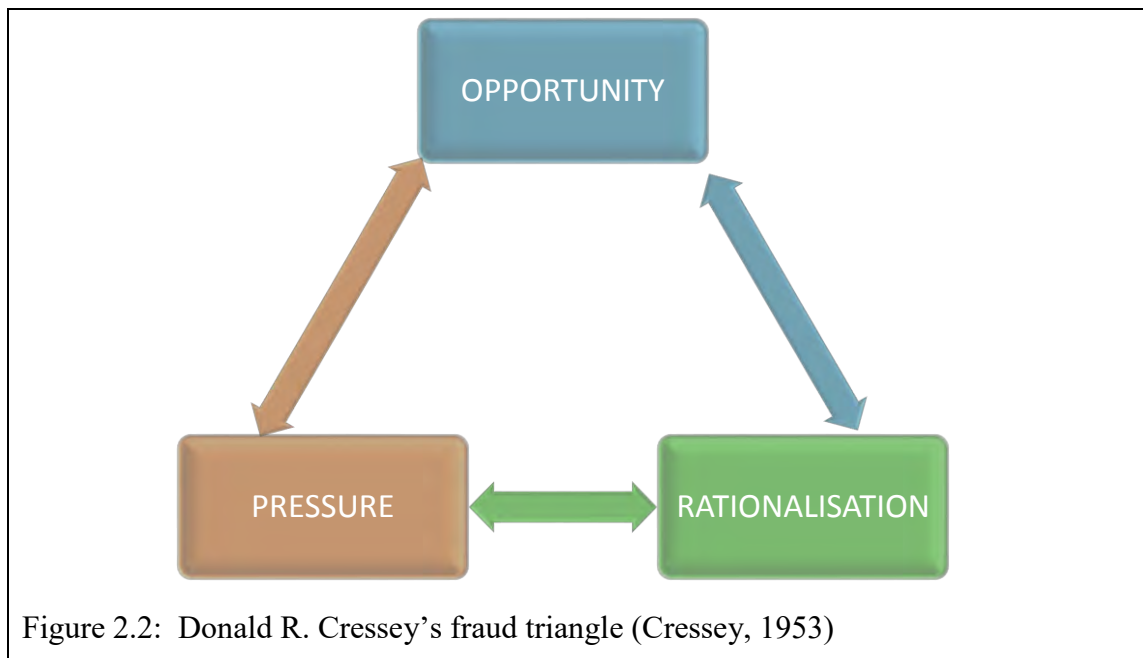 OPPORTUNITY
PRESSURE
RATIONALISATION
Figure 2.2:  Donald R. Cressey’s fraud triangle (Cressey, 1953)